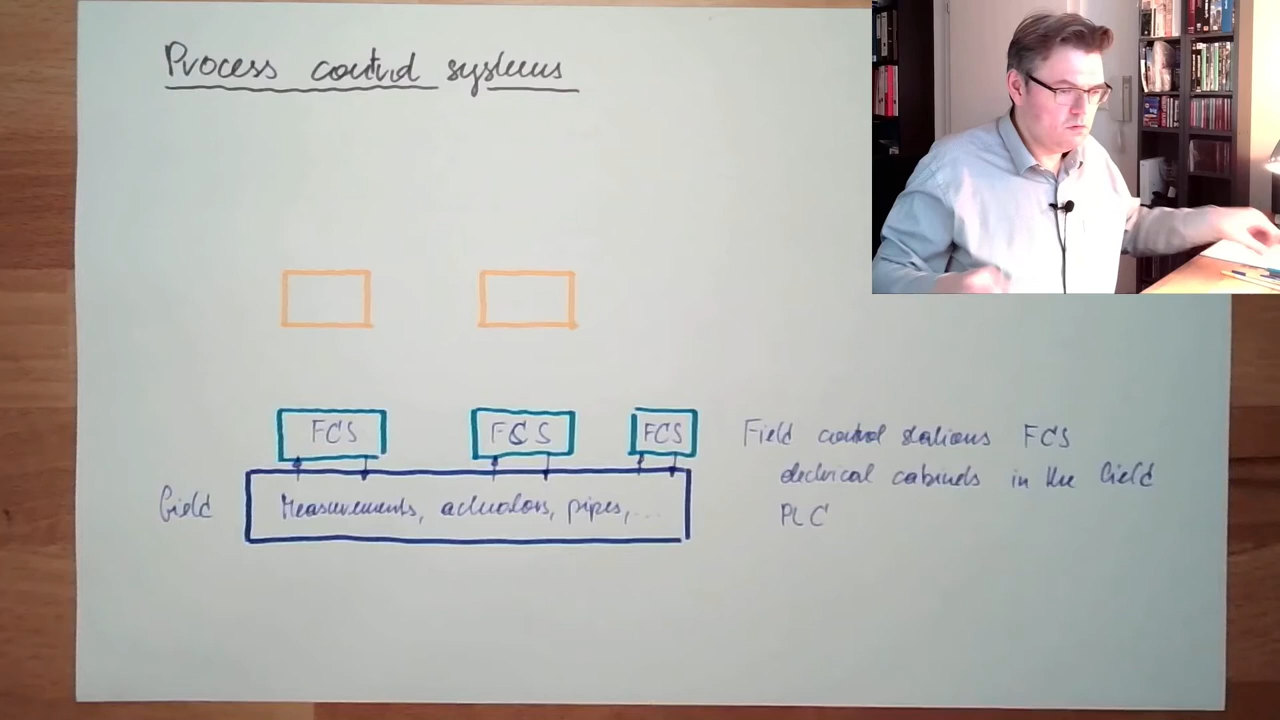 Process control systems
FCS
FCS
FCS
Field control stations FCS
electrical cabinets in the field
PLC
field
Measurements, actuators, pipes, ...